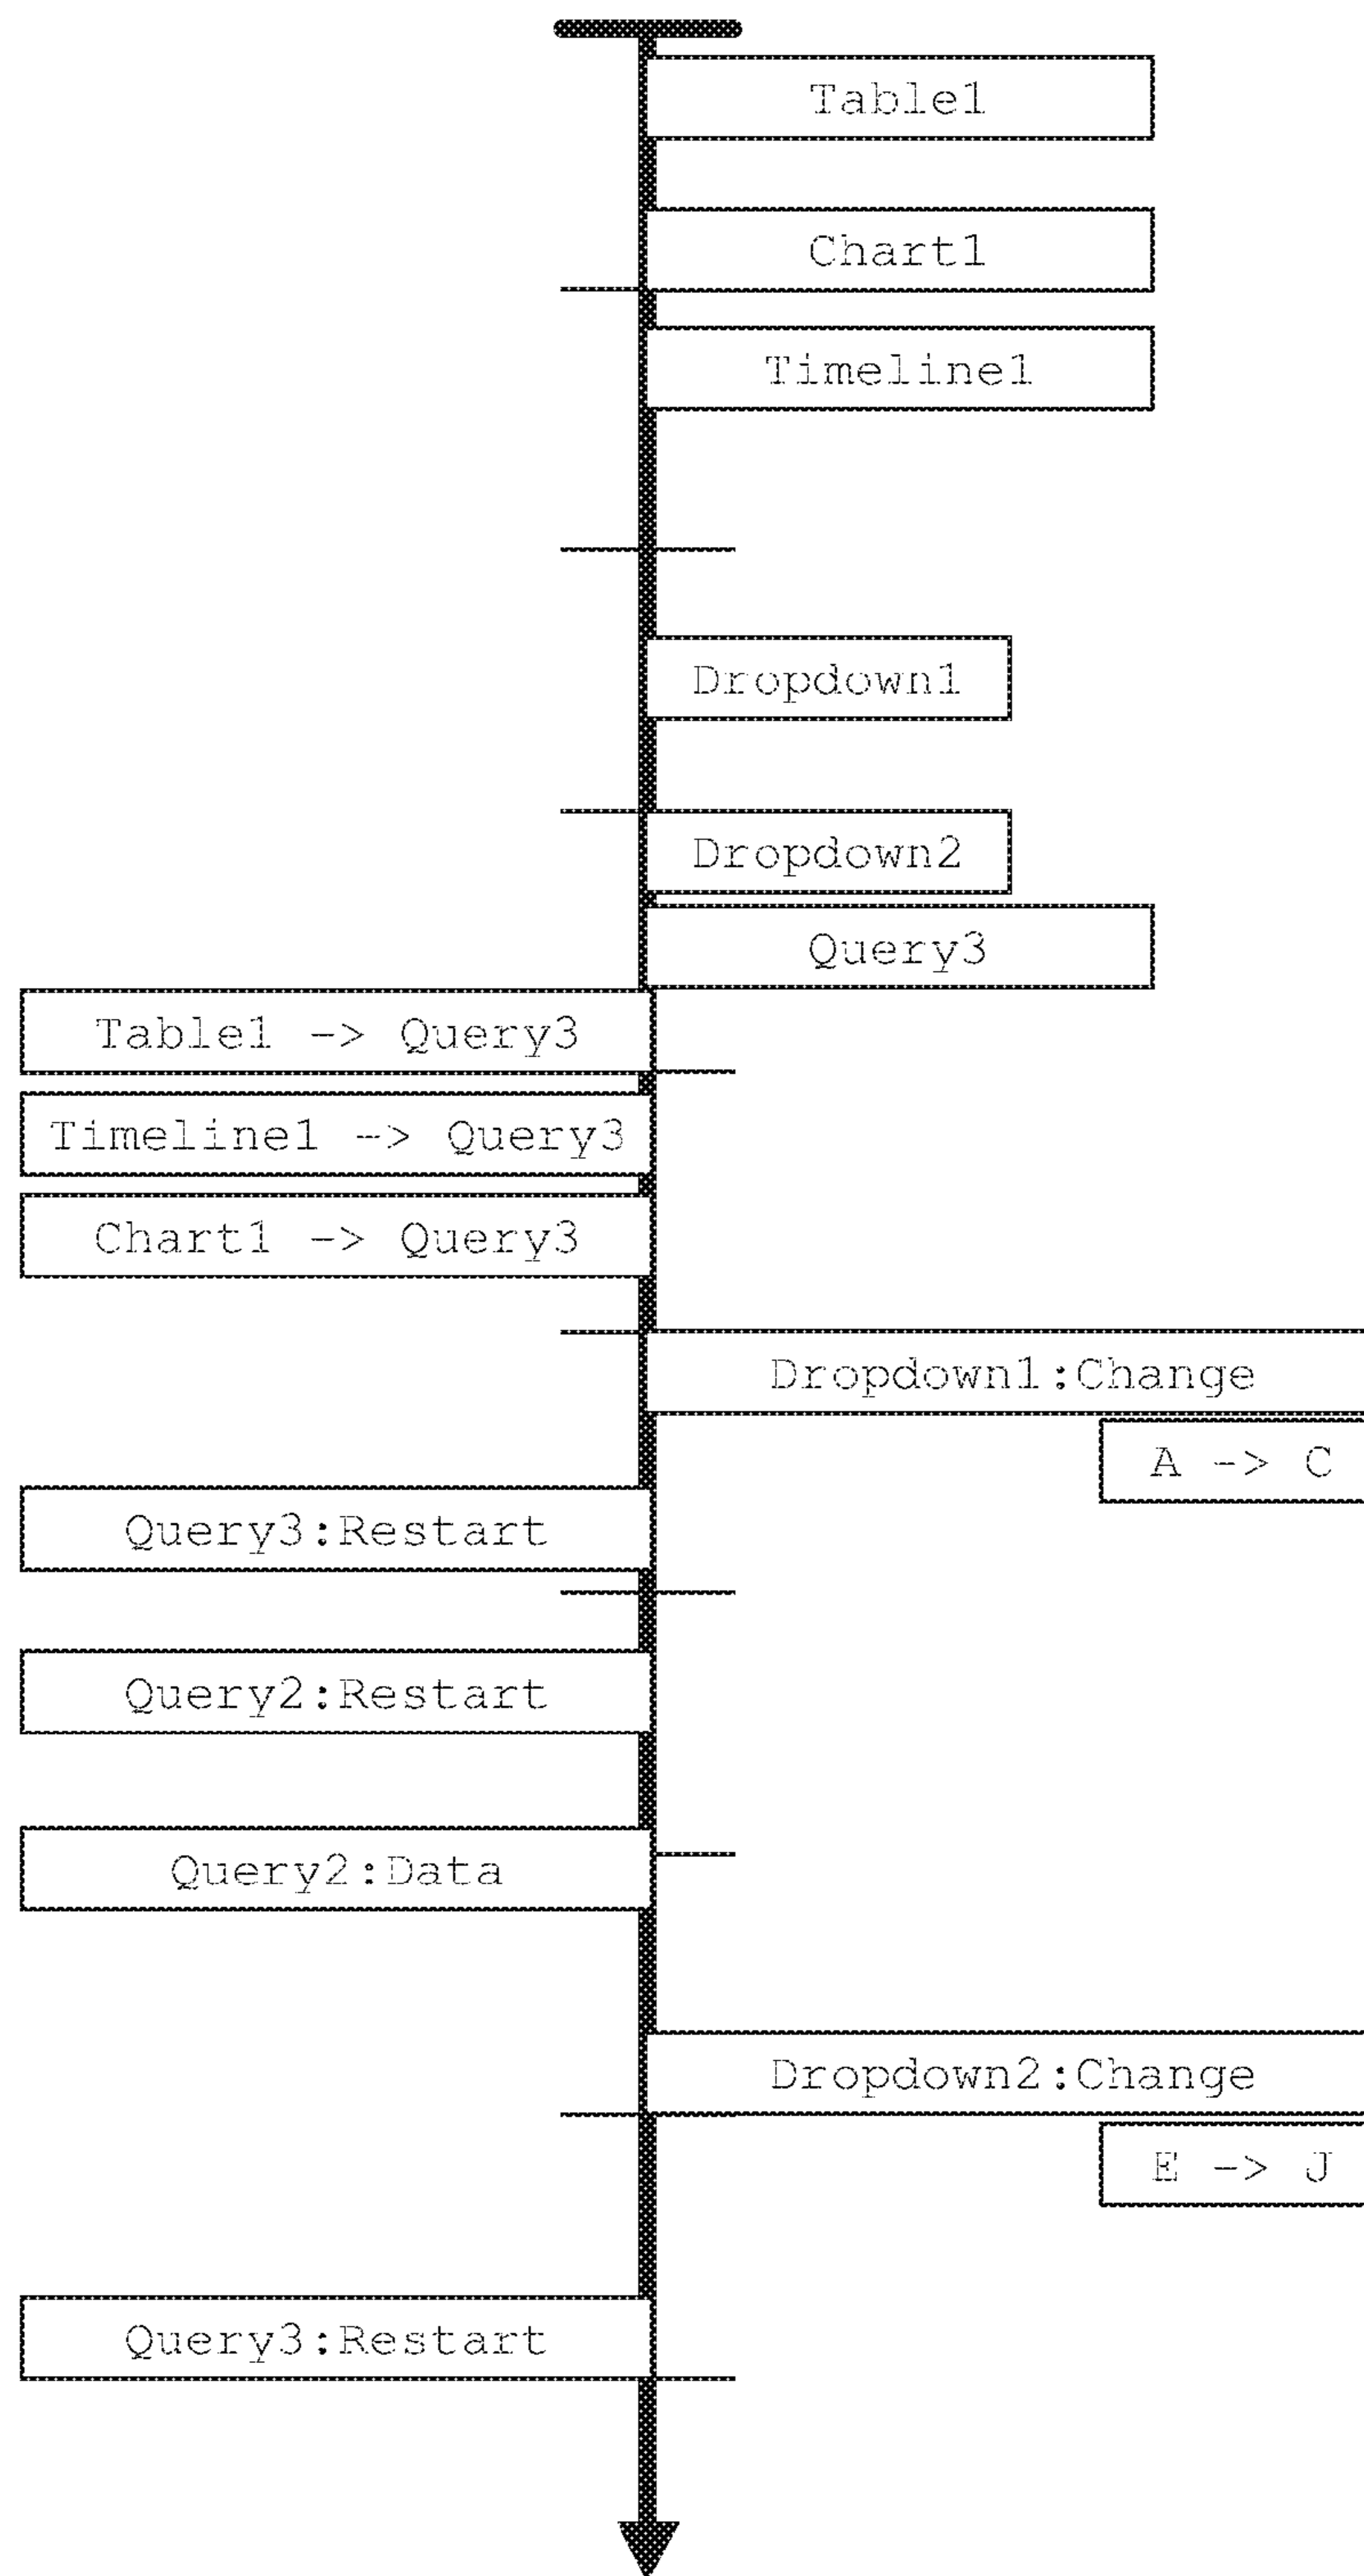 Table1
Chart1
Timeline1
Dropdown1
Dropdown2
Query3
Table1 -> Query3
Timeline1 -> Query3
Chart1 -> Query3
Dropdown1:Change
A -> C
Query3:Restart
Query2:Restart
Query2:Data
Dropdown2:Change
E -> J
Query3:Restart